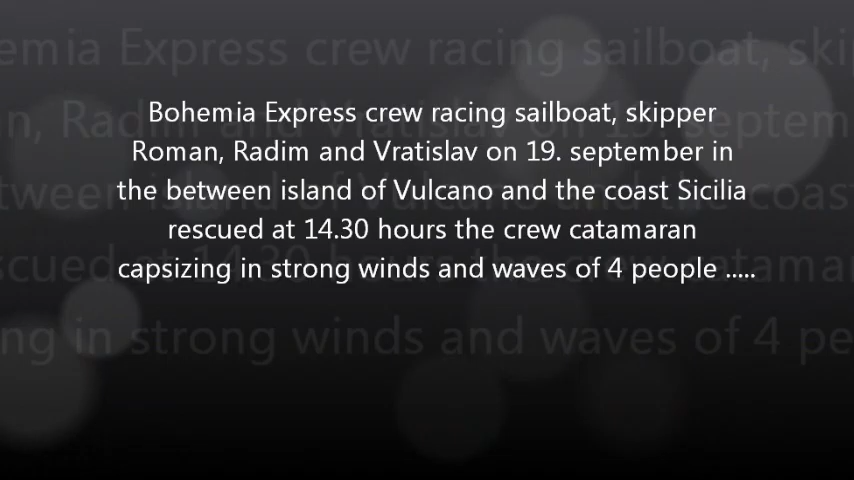 Bohemia Express crew racing sailboat, skipper
Roman, Radim and Vratislav on 19. september in
the between island of Vulcano and the coast Sicilia
rescued at 14.30 hours the crew catamaran
capsizing in strong winds and waves of 4 people .....